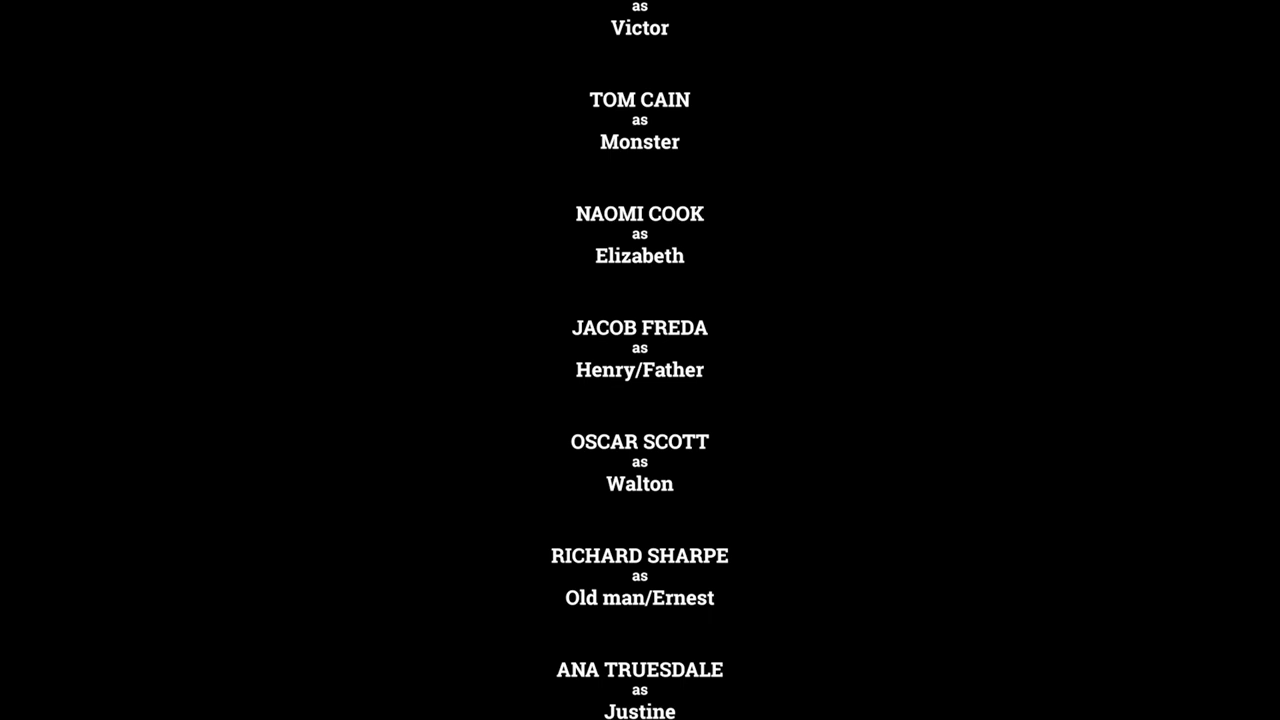 as
Victor
TOM CAIN
as
Monster
NAOMI COOK
as
Elizabeth
JACOB FREDA
as
Henry/Father
OSCAR SCOTT
as
Walton
RICHARD SHARPE
as
Old man/Ernest
ANA TRUESDALE
as
Justine